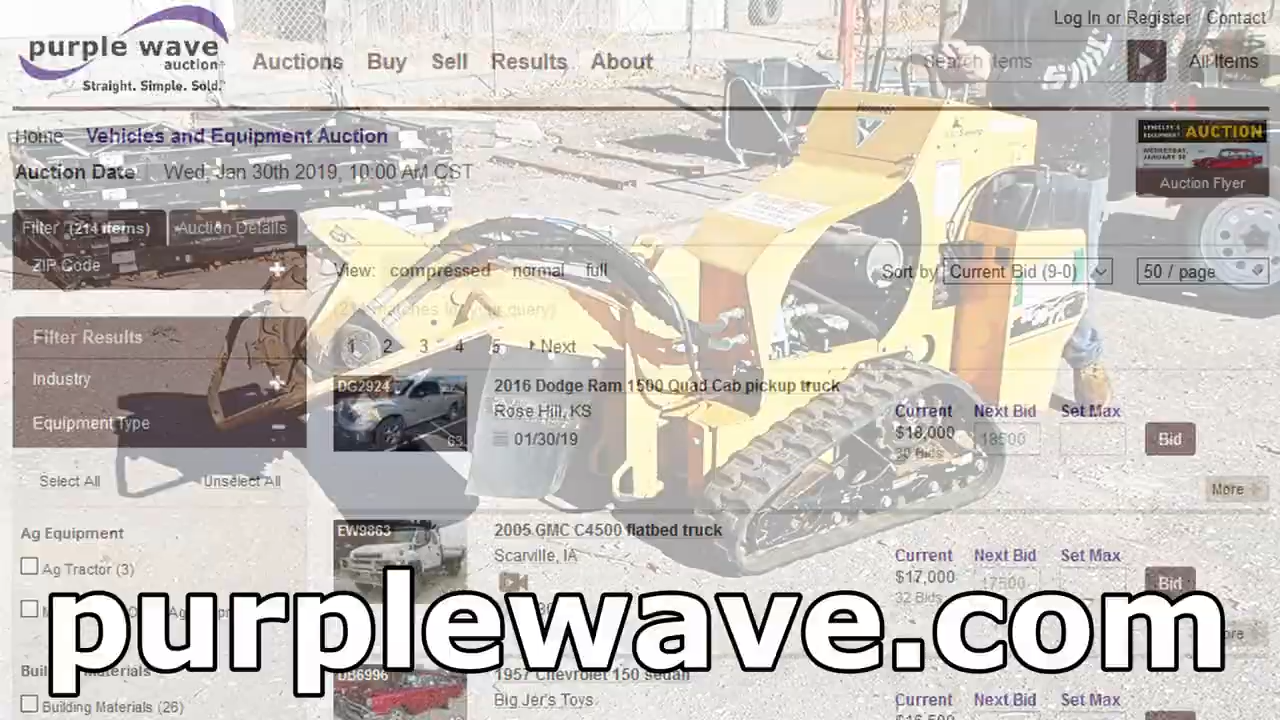 Log In or Register Contact
purple wave
auction
Straight. Simple. Sold.
Auctions Buy Sell Results About
Search Items
All Items
Home Vehicles and Equipment Auction
AUCTION
Auction Date Wed, Jan 30th 2019, 10:00 AM CST
Auction Flyer
Filter (214 items) Auction Details
ZIP Code +
View: compressed normal full
Sort by Current Bid (9-0) 50 / page
Filter Results
1 2 3 4 5 Next
Industry +
Equipment Type -
DG2924
2016 Dodge Ram 1500 Quad Cab pickup truck
Rose Hill, KS
01/30/19
Current Next Bid Set Max
$18,000 18500
30 Bids
Bid
Select All Unselect All
More +
Ag Equipment
EW9863
2005 GMC C4500 flatbed truck
Scarville, IA
Ag Tractor (3)
Current Next Bid Set Max
$17,000 17500
32 Bids
Bid
purplewave.com
DB6996
1957 Chevrolet 150 sedan
Big Jer's Toys
Building Materials (26)
Current Next Bid Set Max